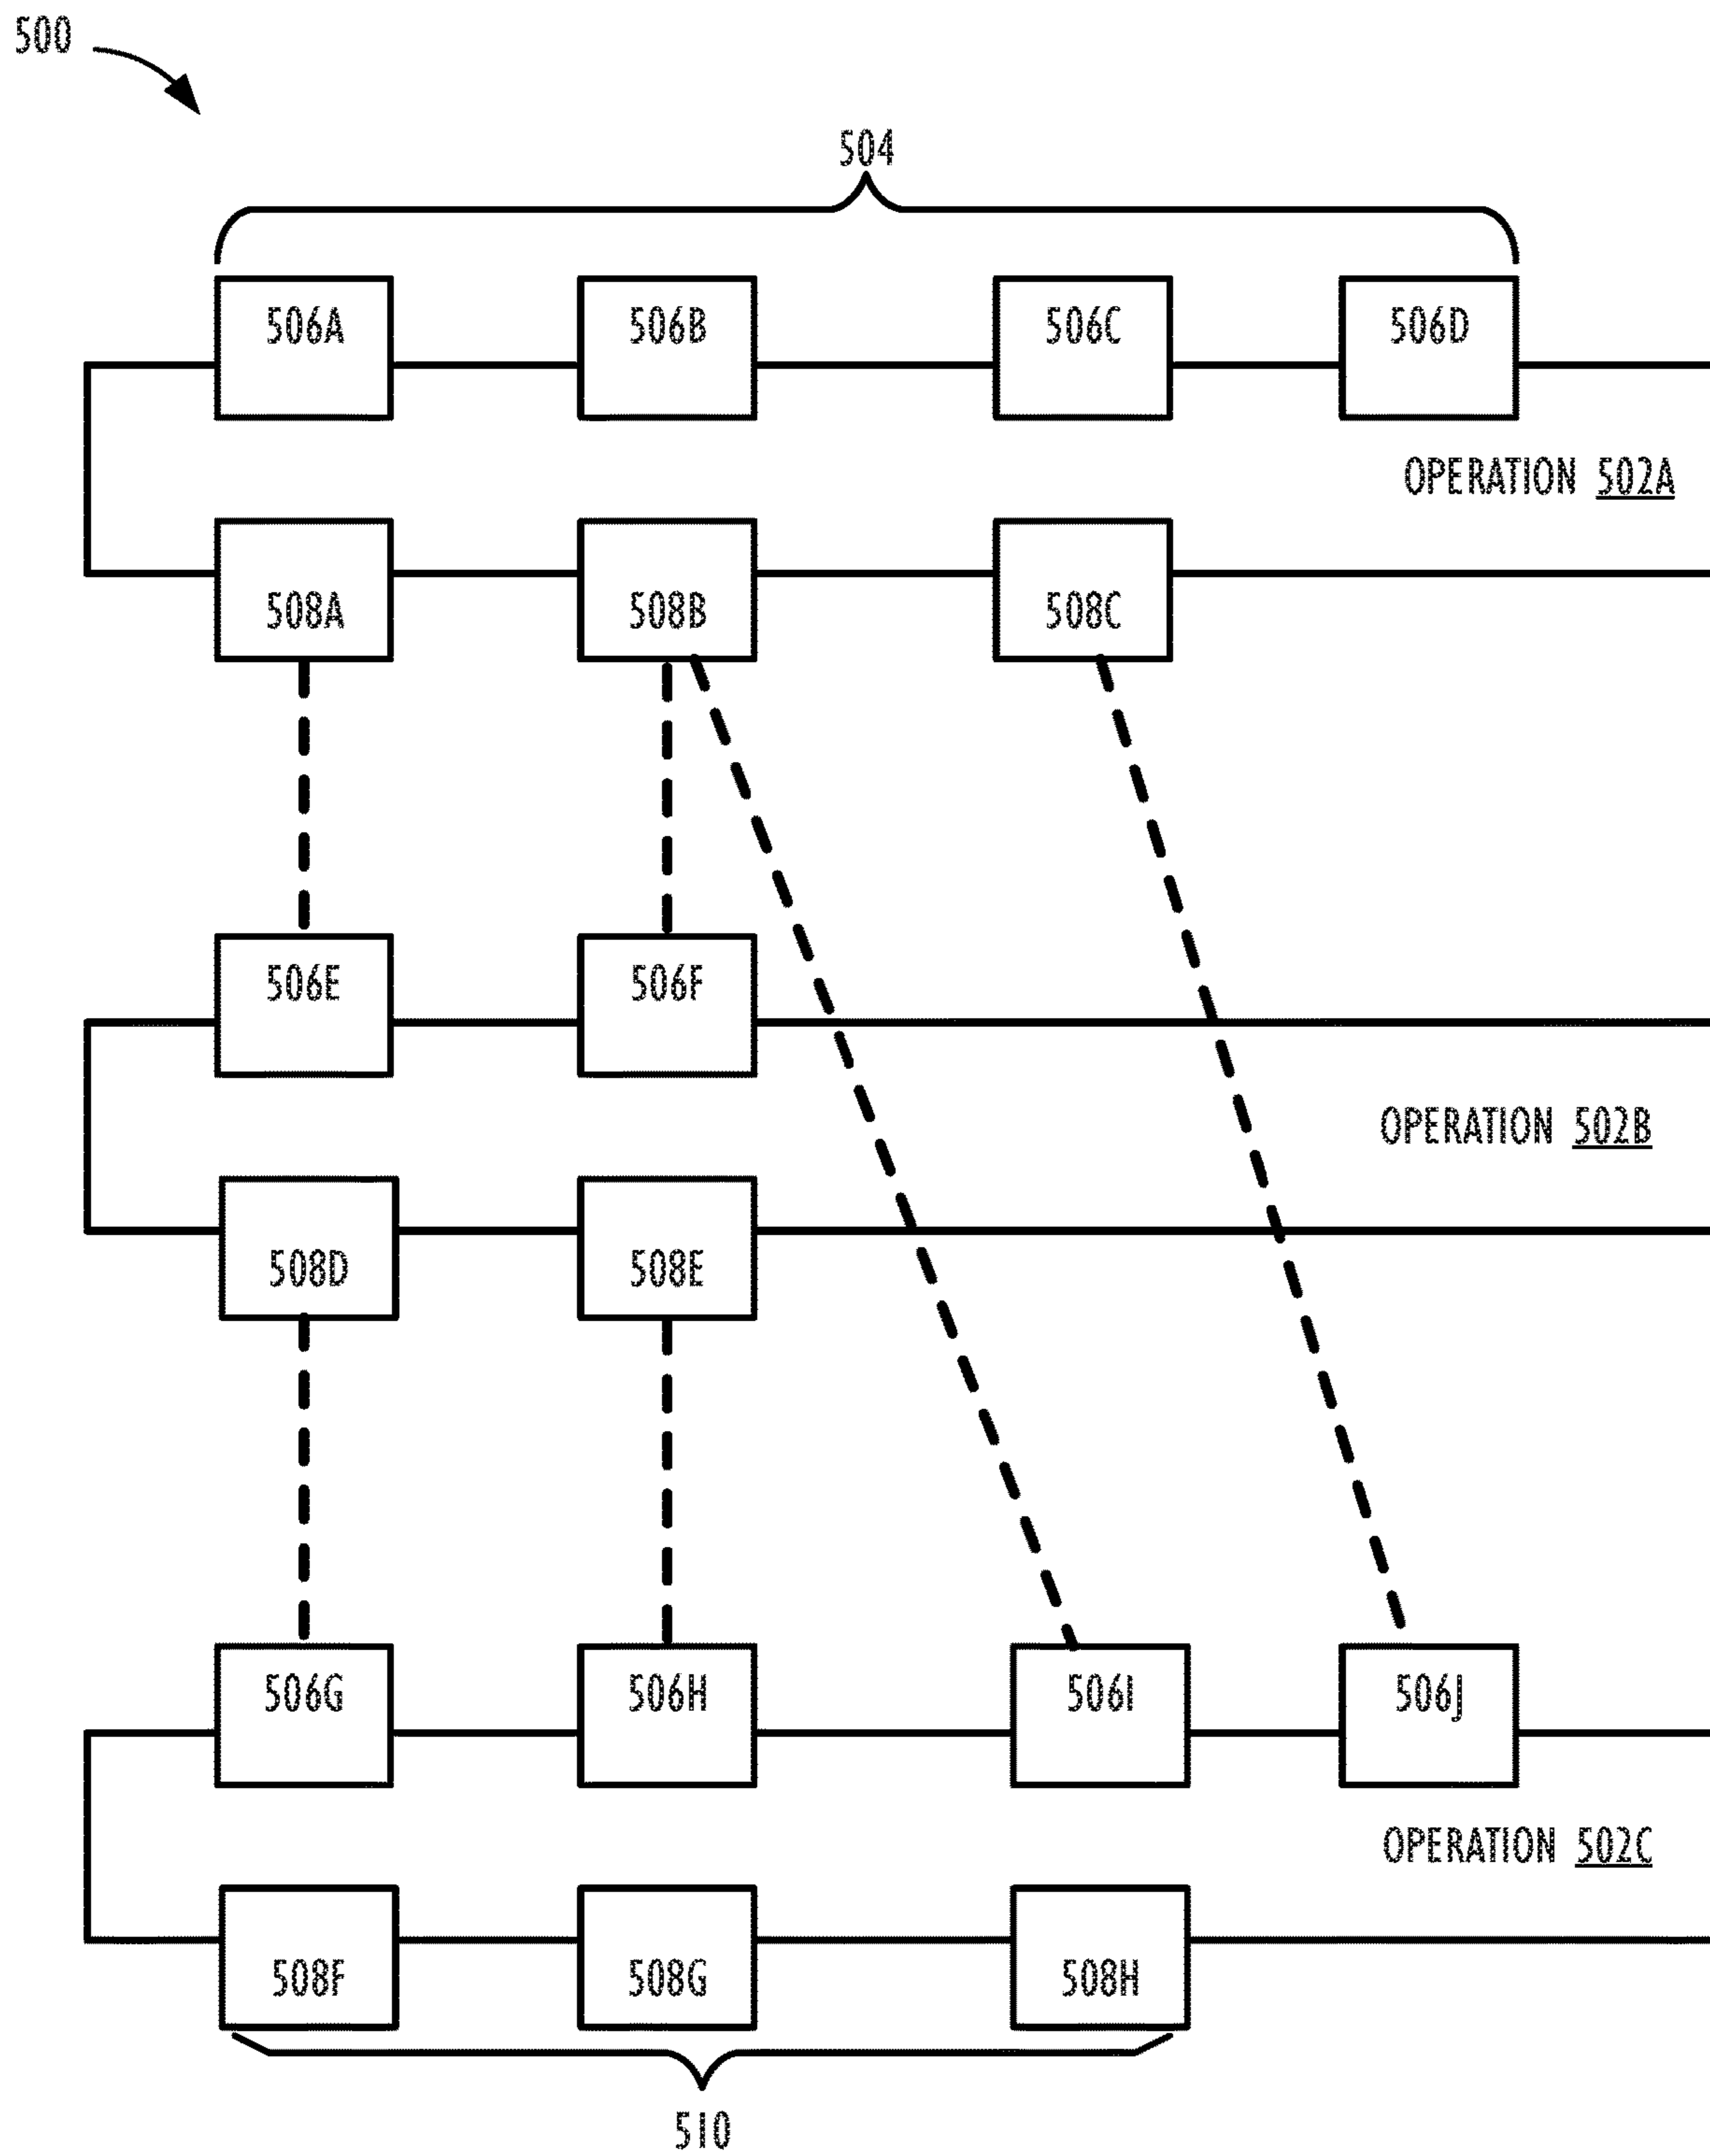 500
504
506A 506B 506C 506D
OPERATION 502A
508A 508B 508C
506E 506F
OPERATION 502B
508D 508E
506G 506H 506I 506J
OPERATION 502C
508F 508G 508H
510